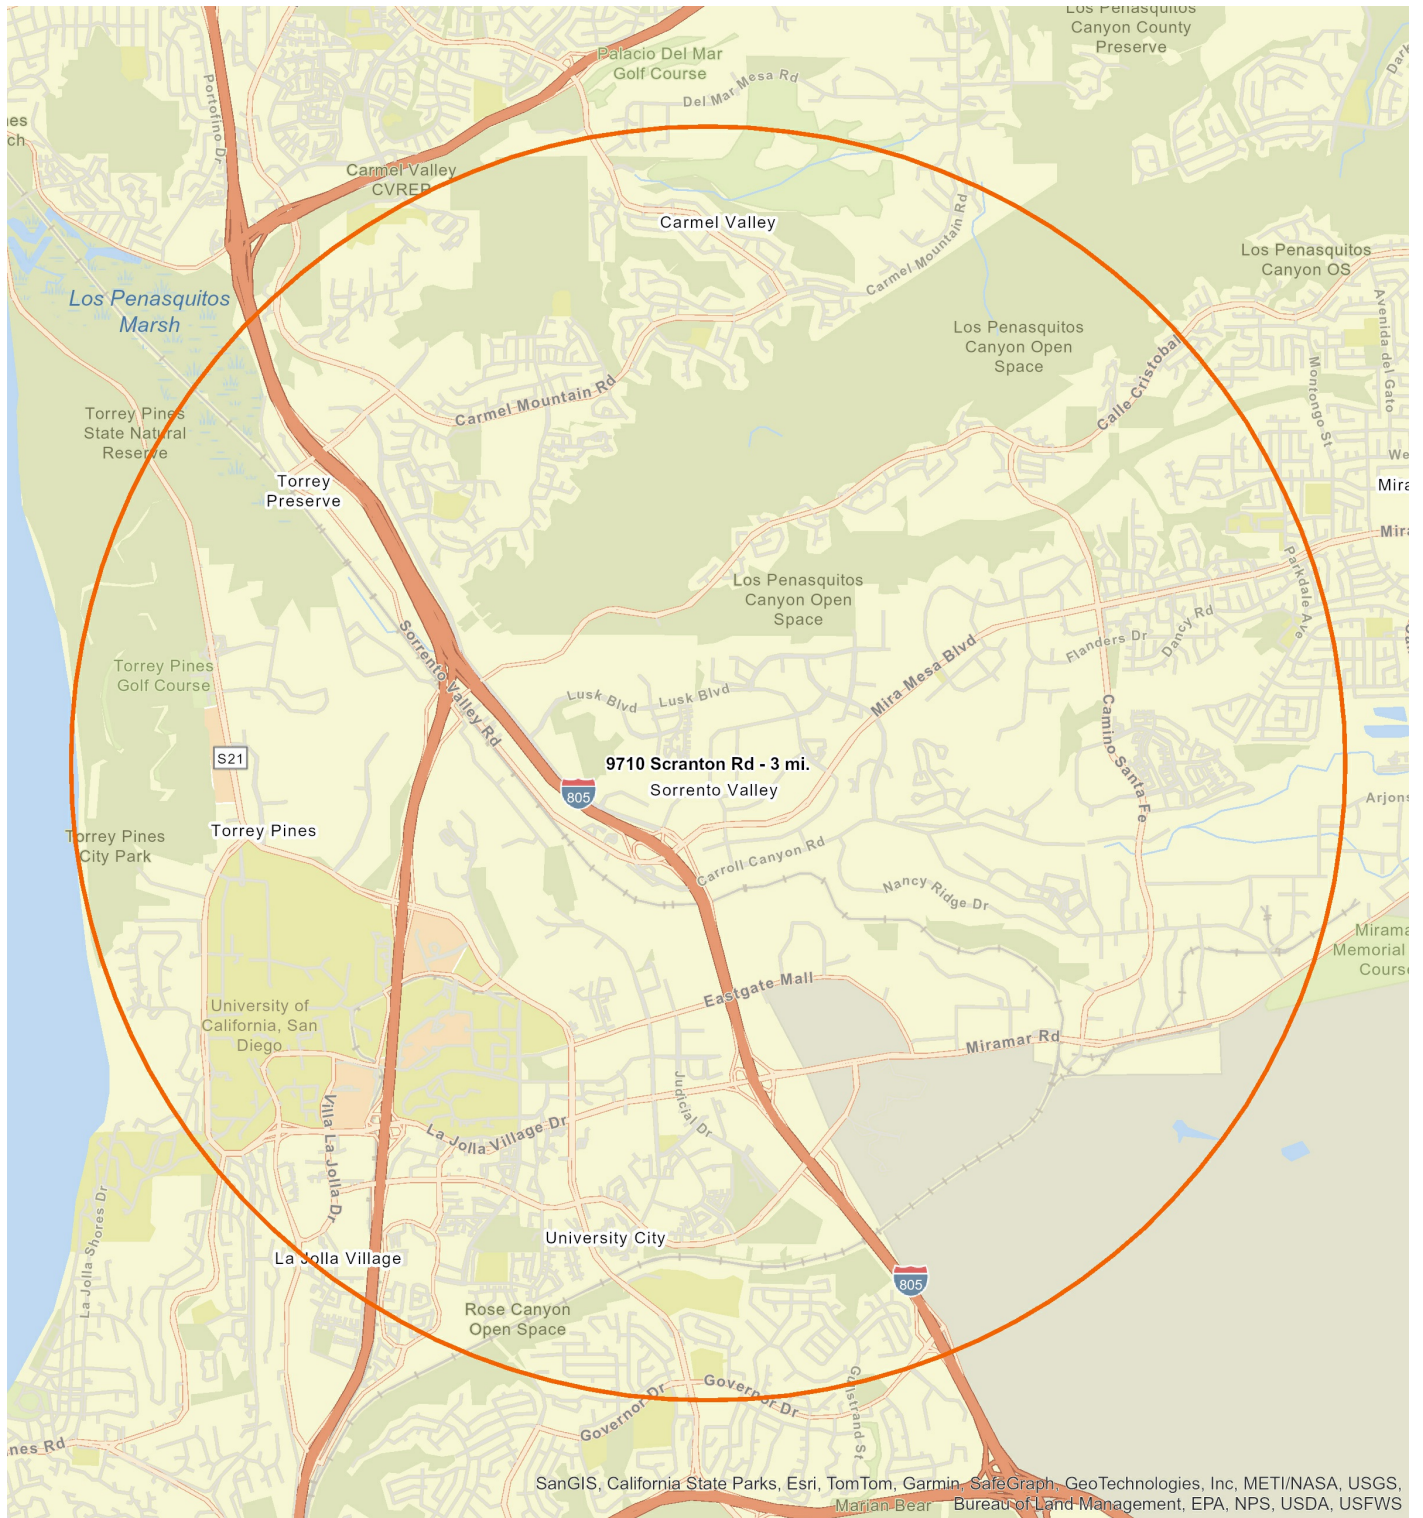 Los Penasquitos
Canyon County
Preserve
Palacio Del Mar
Golf Course
Del Mar Mesa Rd
Portofino Dr
Carmel Valley
CVREP
Carmel Valley
Carmel Mountain Rd
Los Penasquitos
Canyon OS
Avenida del Gato
Los Penasquitos
Marsh
Los Penasquitos
Canyon Open
Space
Calle Cristobal
Montongo St
Carmel Mountain Rd
Torrey Pines
State Natural
Reserve
Torrey
Preserve
Los Penasquitos
Canyon Open
Space
Parkdale Ave
Flanders Dr
Dancy Rd
Sorrento Valley Rd
Mira Mesa Blvd
Torrey Pines
Golf Course
Lusk Blvd
Lusk Blvd
Camino Santa Fe
S21
9710 Scranton Rd - 3 mi.
Sorrento Valley
805
Torrey Pines
Torrey Pines
City Park
Carroll Canyon Rd
Nancy Ridge Dr
Eastgate Mall
University of
California, San
Diego
Miramar Rd
Judicial Dr
Villa La Jolla Dr
La Jolla Village Dr
La Jolla Shores Dr
University City
La Jolla Village
805
Rose Canyon
Open Space
Governor Dr
Governor Dr
Gullstrand St
nes Rd
SanGIS, California State Parks, Esri, TomTom, Garmin, SafeGraph, GeoTechnologies, Inc, METI/NASA, USGS,
Marian Bear
Bureau of Land Management, EPA, NPS, USDA, USFWS